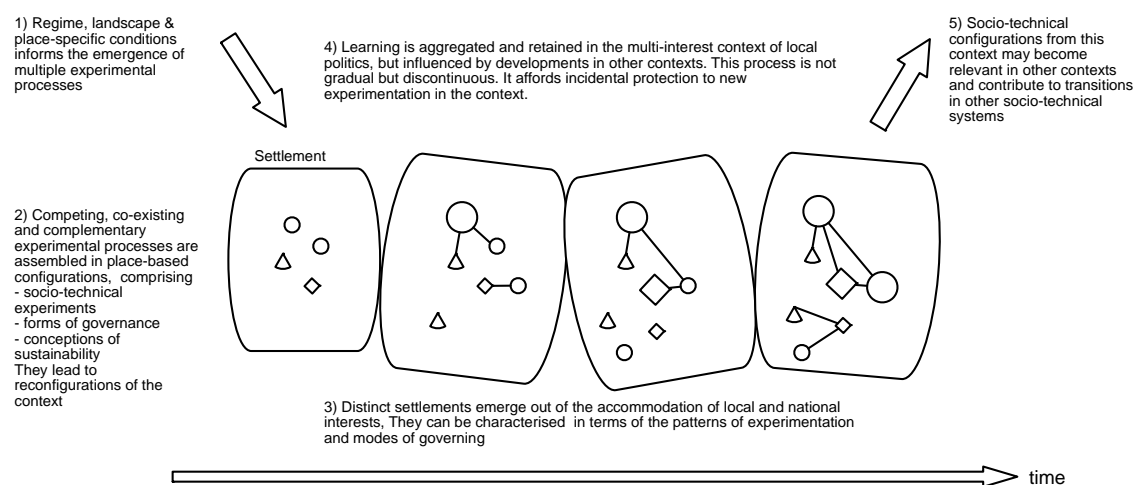 1) Regime, landscape &
place-specific conditions
informs the emergence of
multiple experimental
processes
4) Learning is aggregated and retained in the multi-interest context of local
politics, but influenced by developments in other contexts. This process is not
gradual but discontinuous. It affords incidental protection to new
experimentation in the context.
5) Socio-technical
configurations from this
context may become
relevant in other contexts
and contribute to transitions
in other socio-technical
systems
Settlement
2) Competing, co-existing
and complementary
experimental processes are
assembled in place-based
configurations, comprising
- socio-technical
experiments
- forms of governance
- conceptions of
sustainability
They lead to
reconfigurations of the
context
3) Distinct settlements emerge out of the accommodation of local and national
interests, They can be characterised in terms of the patterns of experimentation
and modes of governing
time